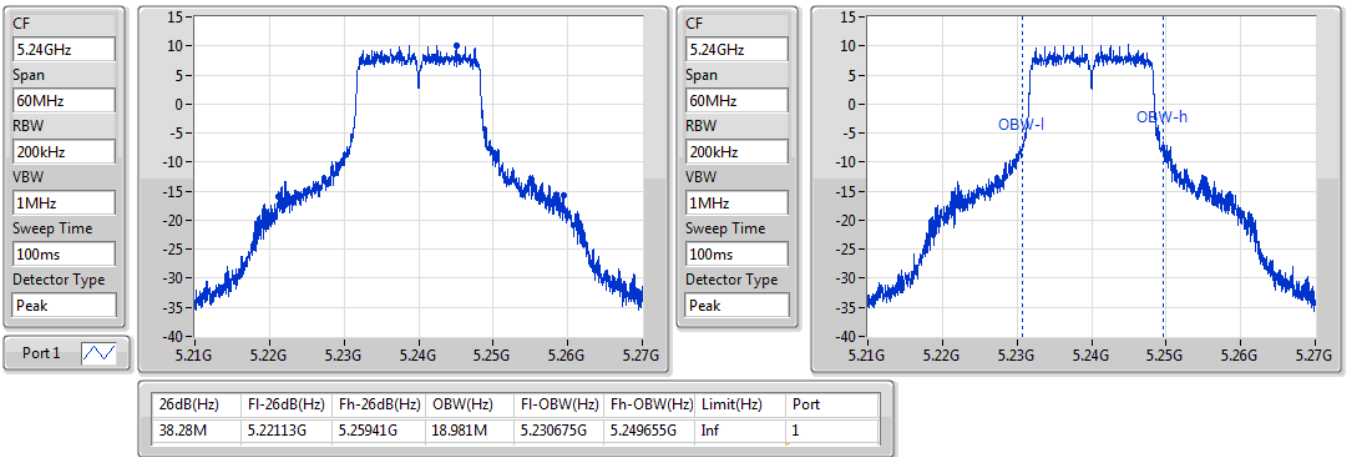 CF
5.24GHz
Span
60MHz
RBW
200kHz
VBW
1MHz
Sweep Time
100ms
Detector Type
Peak
Port 1
15
10
5
0
-5
-10
-15
-20
-25
-30
-35
-40
5.21G 5.22G 5.23G 5.24G 5.25G 5.26G 5.27G
CF
5.24GHz
Span
60MHz
RBW
200kHz
VBW
1MHz
Sweep Time
100ms
Detector Type
Peak
15
10
5
0
-5
-10
-15
-20
-25
-30
-35
-40
OBW-l
OBW-h
5.21G 5.22G 5.23G 5.24G 5.25G 5.26G 5.27G
26dB(Hz) Fl-26dB(Hz) Fh-26dB(Hz) OBW(Hz) Fl-OBW(Hz) Fh-OBW(Hz) Limit(Hz) Port
38.28M 5.22113G 5.25941G 18.981M 5.230675G 5.249655G Inf 1